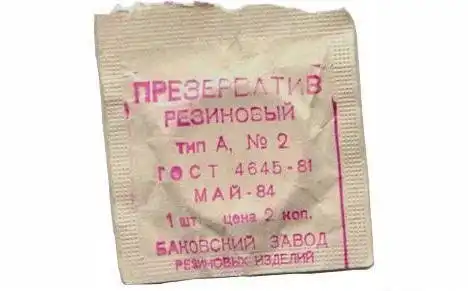 ПРЕЗЕРВАТИВ
РЕЗИНОВЫЙ
ТИП А, № 2
ГОСТ 4645-81
МАЙ-84
1 шт. цена 2 коп.
БАКОВСКИЙ ЗАВОД
РЕЗИНОВЫХ ИЗДЕЛИЙ